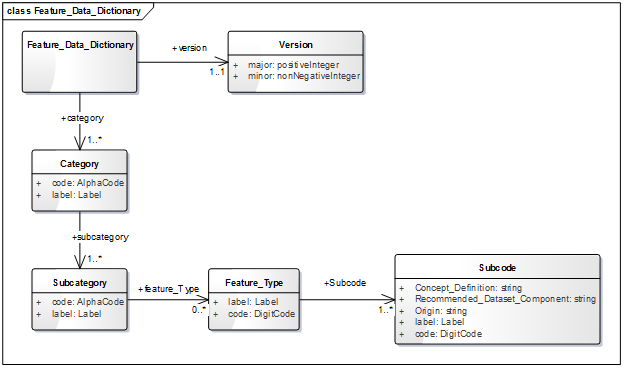 class Feature_Data_Dictionary
Feature_Data_Dictionary
+version
1..1
Version
+ major: positiveInteger
+ minor: nonNegativeInteger
+category
1..*
Category
+ code: AlphaCode
+ label: Label
+subcategory
1..*
Subcategory
+ code: AlphaCode
+ label: Label
+feature_Type
0..*
Feature_Type
+ label: Label
+ code: DigitCode
+Subcode
1..*
Subcode
+ Concept_Definition: string
+ Recommended_Dataset_Component: string
+ Origin: string
+ label: Label
+ code: DigitCode